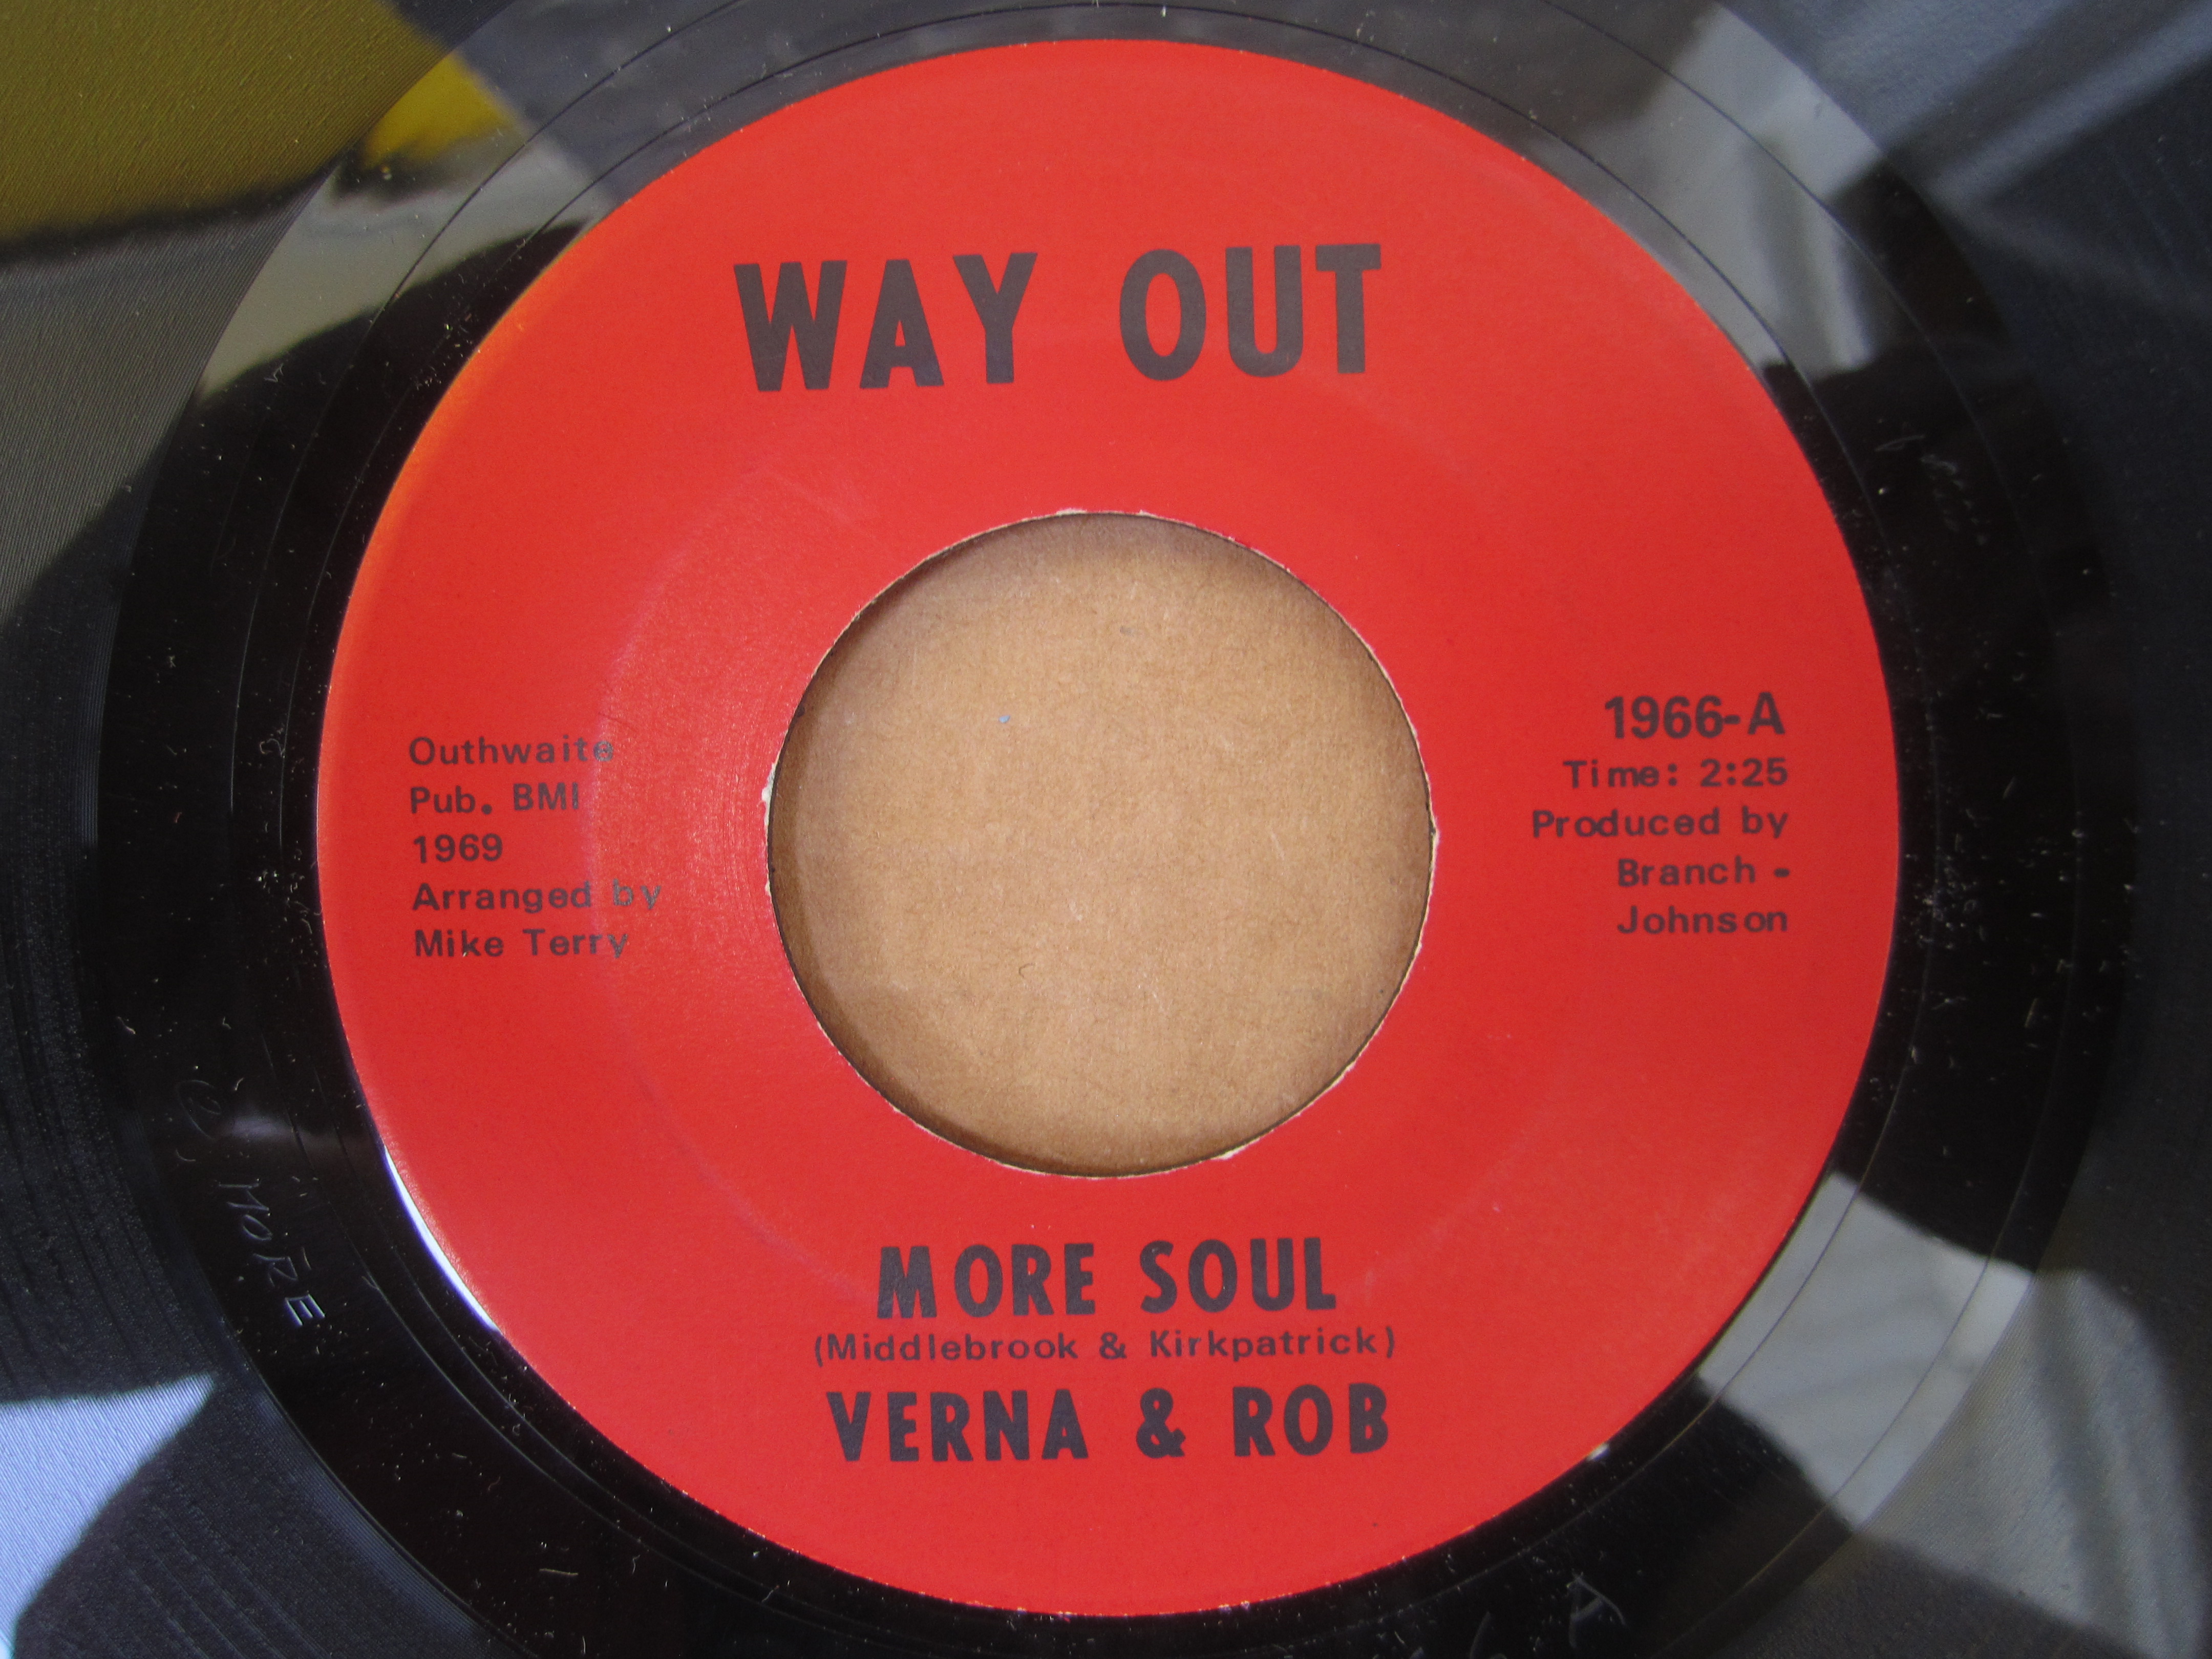 WAY OUT
Outhwaite
Pub. BMI
1969
Arranged by
Mike Terry
1966-A
Time: 2:25
Produced by
Branch -
Johnson
MORE SOUL
(Middlebrook & Kirkpatrick)
VERNA & ROB
MORE
A